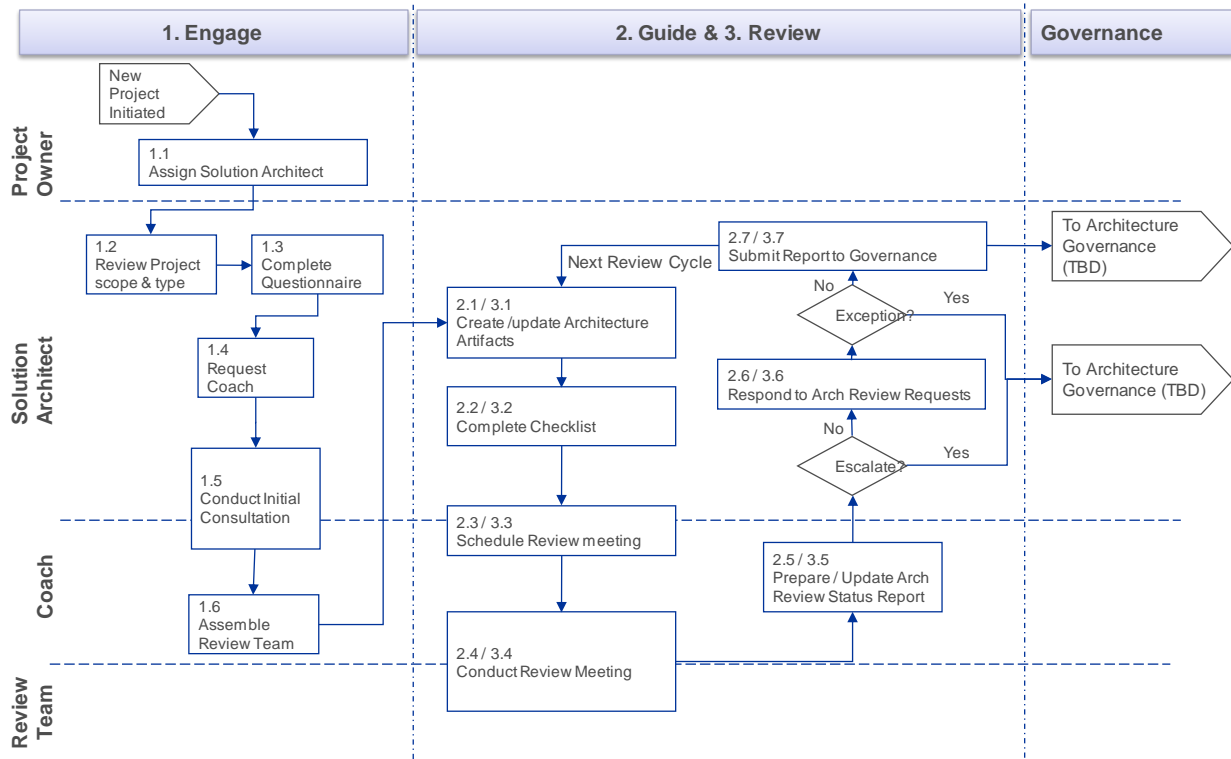 1. Engage
2. Guide & 3. Review
Governance
Project
Owner
New
Project
Initiated
1.1
Assign Solution Architect
Solution
Architect
1.2
Review Project
scope & type
1.3
Complete
Questionnaire
1.4
Request
Coach
1.5
Conduct Initial
Consultation
Coach
1.6
Assemble
Review Team
Review
Team
Next Review Cycle
2.1 / 3.1
Create /update Architecture
Artifacts
2.2 / 3.2
Complete Checklist
2.3 / 3.3
Schedule Review meeting
2.4 / 3.4
Conduct Review Meeting
2.5 / 3.5
Prepare / Update Arch
Review Status Report
Escalate?
No
Yes
2.6 / 3.6
Respond to Arch Review Requests
Exception?
No
Yes
2.7 / 3.7
Submit Report to Governance
To Architecture
Governance
(TBD)
To Architecture
Governance (TBD)